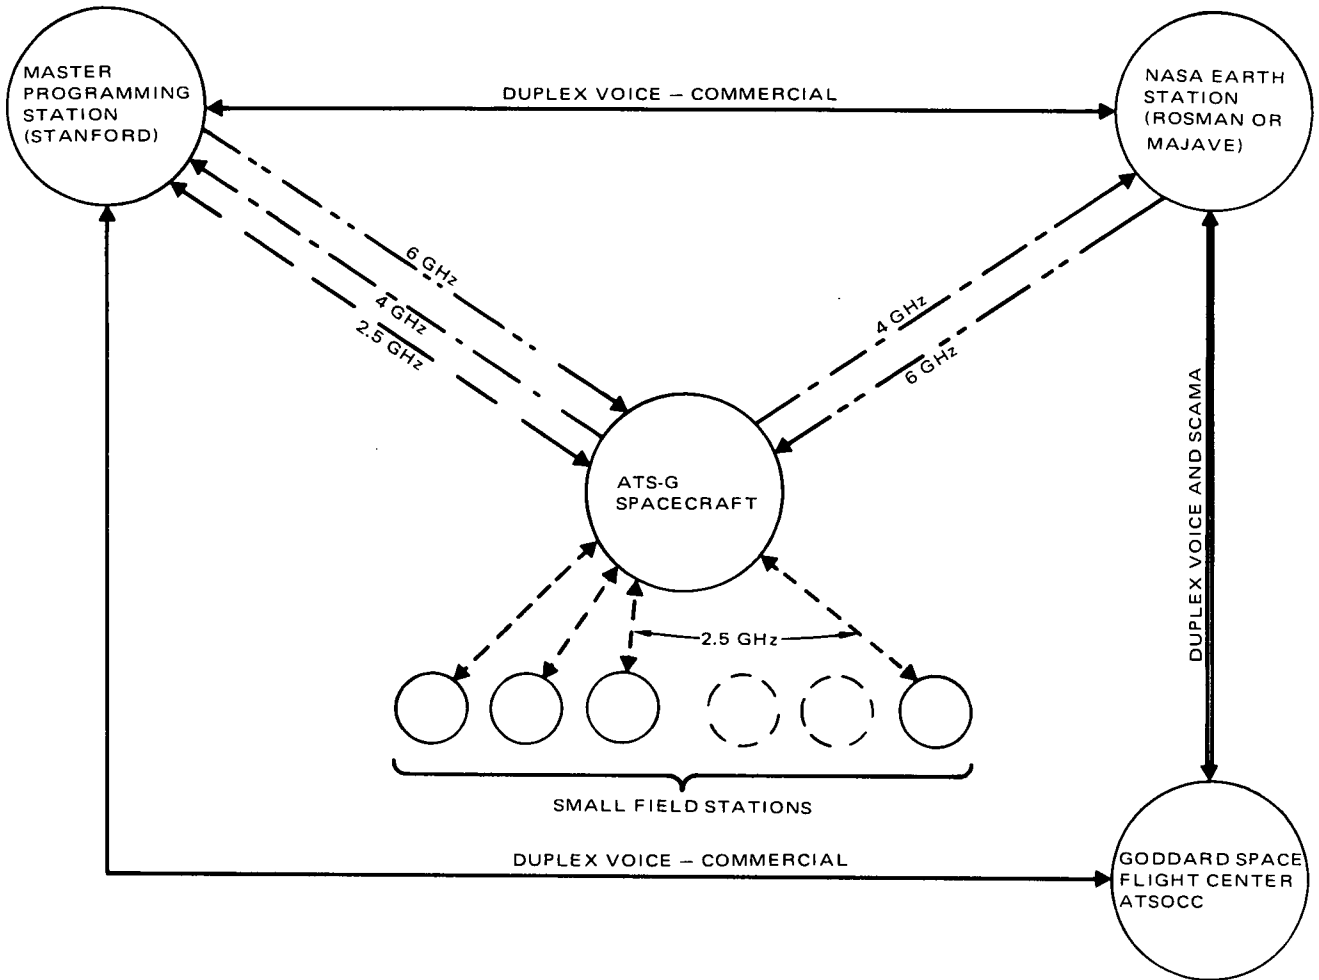 MASTER
PROGRAMMING
STATION
(STANFORD)
DUPLEX VOICE – COMMERCIAL
NASA EARTH
STATION
(ROSMAN OR
MAJAVE)
6 GHz
4 GHz
2.5 GHz
4 GHz
6 GHz
ATS-G
SPACECRAFT
DUPLEX VOICE AND SCAMA
2.5 GHz
SMALL FIELD STATIONS
DUPLEX VOICE – COMMERCIAL
GODDARD SPACE
FLIGHT CENTER
ATSOCC